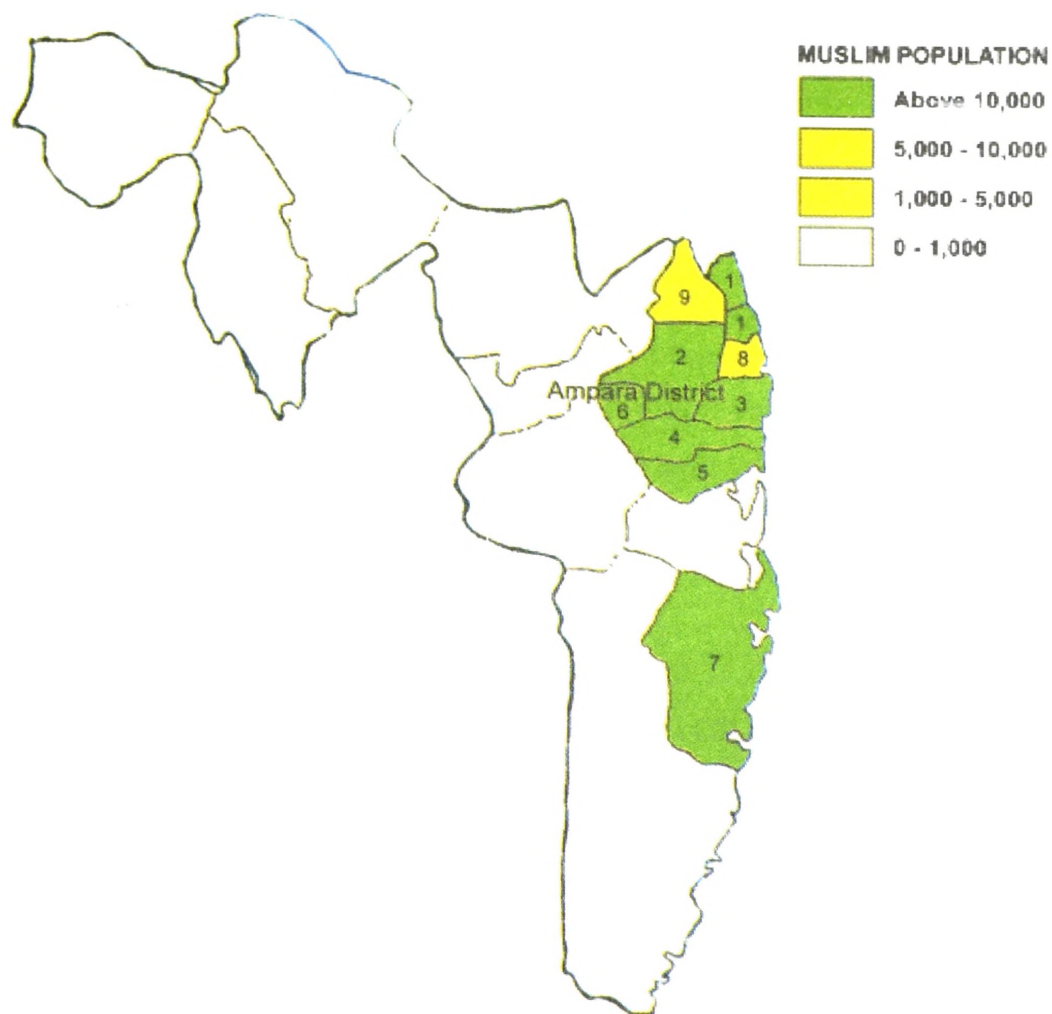 MUSLIM POPULATION
Above 10,000
5,000 - 10,000
1,000 - 5,000
0 - 1,000
1
9
1
2
8
Ampara District
6
3
4
5
7